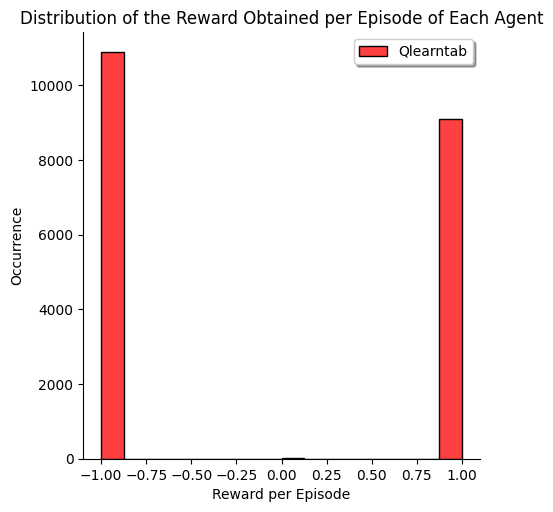 Distribution of the Reward Obtained per Episode of Each Agent
Qlearntab
10000
8000
6000
4000
2000
0
Occurrence
−1.00 −0.75 −0.50 −0.25 0.00 0.25 0.50 0.75 1.00
Reward per Episode